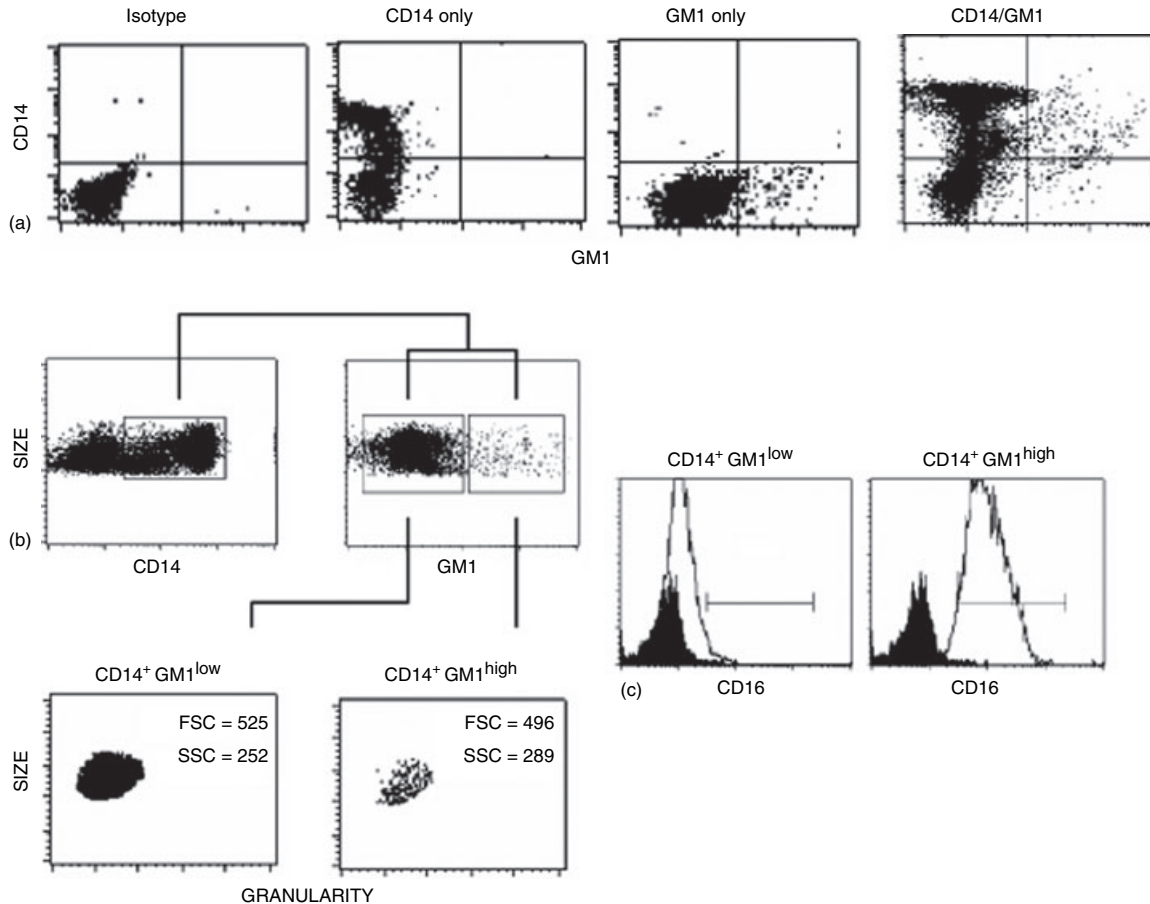 Isotype
CD14 only
GM1 only
CD14/GM1
CD14
(a)
GM1
SIZE
(b)
CD14
GM1
CD14+ GM1low
CD14+ GM1high
(c)
CD16
CD16
CD14+ GM1low
CD14+ GM1high
SIZE
FSC = 525
SSC = 252
FSC = 496
SSC = 289
GRANULARITY